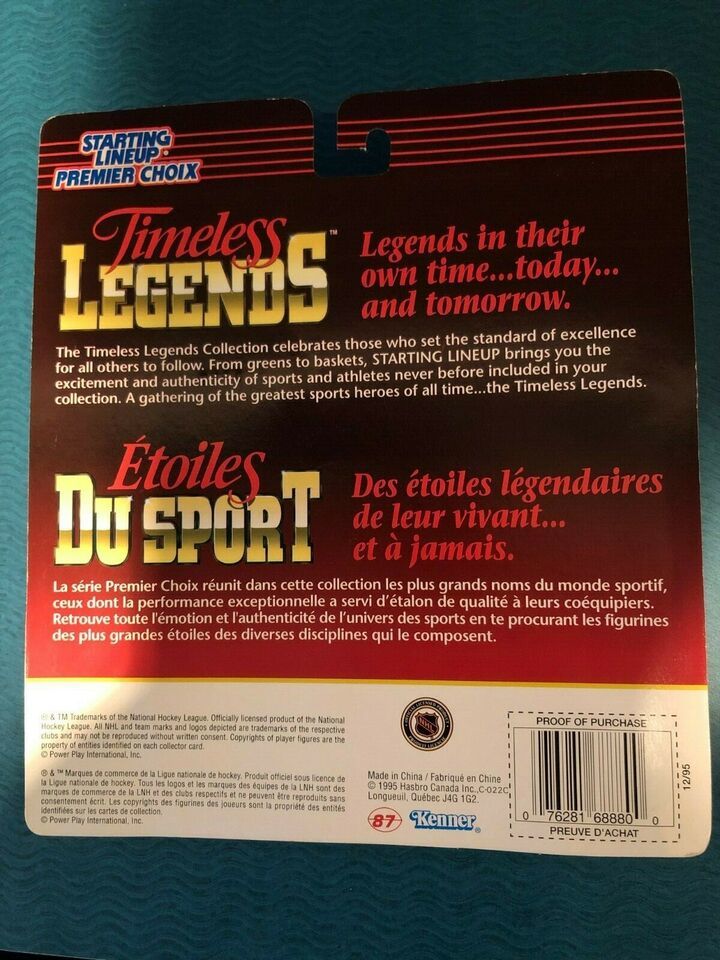 STARTING
LINEUP
PREMIER CHOIX
Timeless
LEGENDS™
Legends in their
own time...today...
and tomorrow.
The Timeless Legends Collection celebrates those who set the standard of excellence
for all others to follow. From greens to baskets, STARTING LINEUP brings you the
excitement and authenticity of sports and athletes never before included in your
collection. A gathering of the greatest sports heroes of all time...the Timeless Legends.
Étoiles
DU SPORT
Des étoiles légendaires
de leur vivant...
et à jamais.
La série Premier Choix réunit dans cette collection les plus grands noms du monde sportif,
ceux dont la performance exceptionnelle a servi d'étalon de qualité à leurs coéquipiers.
Retrouve toute l'émotion et l'authenticité de l'univers des sports en te procurant les figurines
des plus grandes étoiles des diverses disciplines qui le composent.
® & TM Trademarks of the National Hockey League. Officially licensed product of the National
Hockey League. All NHL and team marks and logos depicted are trademarks of the respective
clubs and may not be reproduced without written consent. Copyrights of player figures are the
property of entities identified on each collector card.
© Power Play International, Inc.
® & ™ Marques de commerce de la Ligue nationale de hockey. Produit officiel sous licence de
la Ligue nationale de hockey. Tous les logos et les marques des équipes de la LNH sont des
marques de commerce de la LNH et des clubs respectifs et ne peuvent être reproduits sans
consentement écrit. Les copyrights des figurines des joueurs sont la propriété des entités
identifiées sur les cartes de collection.
© Power Play International, Inc.
NHL
Made in China / Fabriqué en Chine
© 1995 Hasbro Canada Inc., C-022C
Longueuil, Québec J4G 1G2.
87 Kenner
PROOF OF PURCHASE
0 76281 68880 0
PREUVE D'ACHAT
12/95